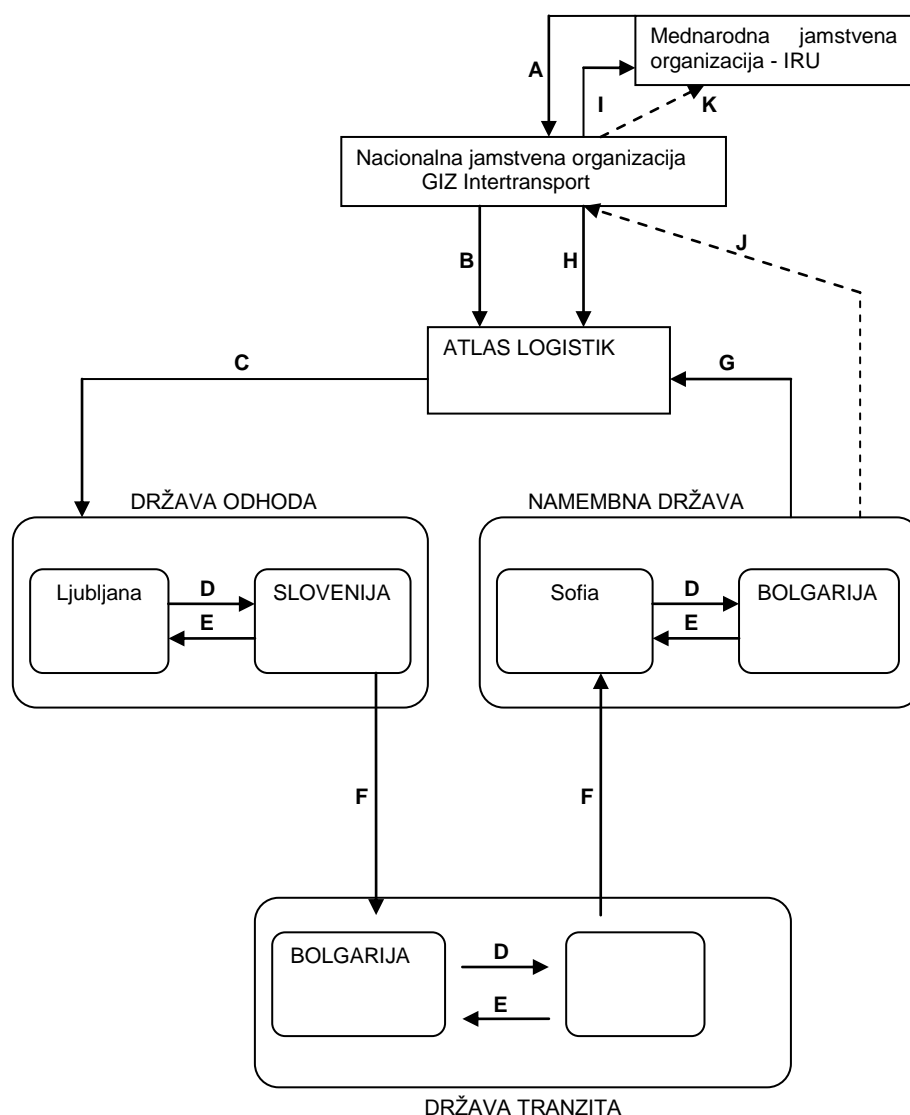 Mednarodna jamstvena
organizacija - IRU
A
I
K
Nacionalna jamstvena organizacija
GIZ Intertransport
B
H
J
ATLAS LOGISTIK
C
G
DRŽAVA ODHODA
NAMEMBNA DRŽAVA
Ljubljana
D
E
SLOVENIJA
Sofia
D
E
BOLGARIJA
F
F
BOLGARIJA
D
E
DRŽAVA TRANZITA